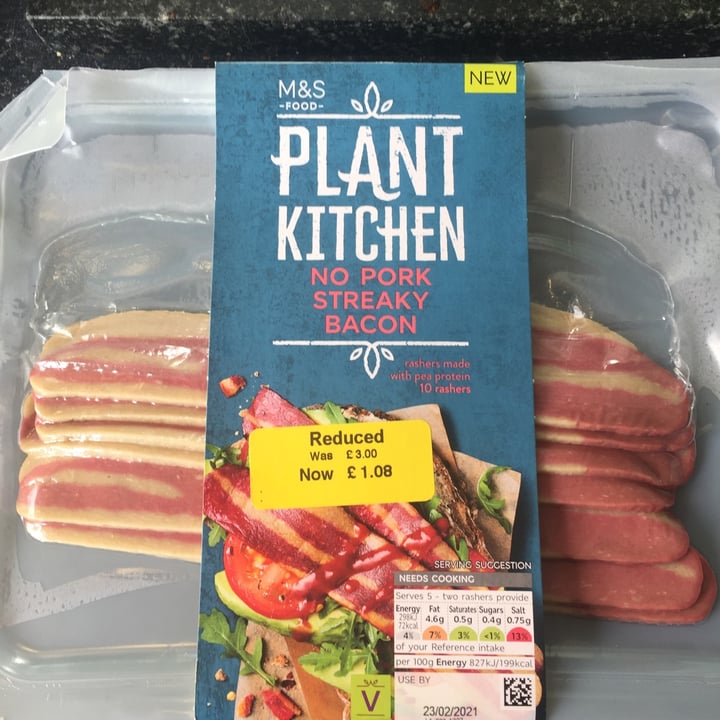 M&S
-FOOD-
NEW
PLANT
KITCHEN
NO PORK
STREAKY
BACON
rashers made
with pea protein
10 rashers
Reduced
Was £3.00
Now £1.08
SERVING SUGGESTION
NEEDS COOKING
Serves 5 - two rashers provide
Energy Fat Saturates Sugars Salt
298kJ 4.6g 0.5g 0.4g 0.75g
72kcal
4% 7% 3% <1% 13%
of your Reference intake
per 100g Energy 827kJ/199kcal
USE BY
23/02/2021
V